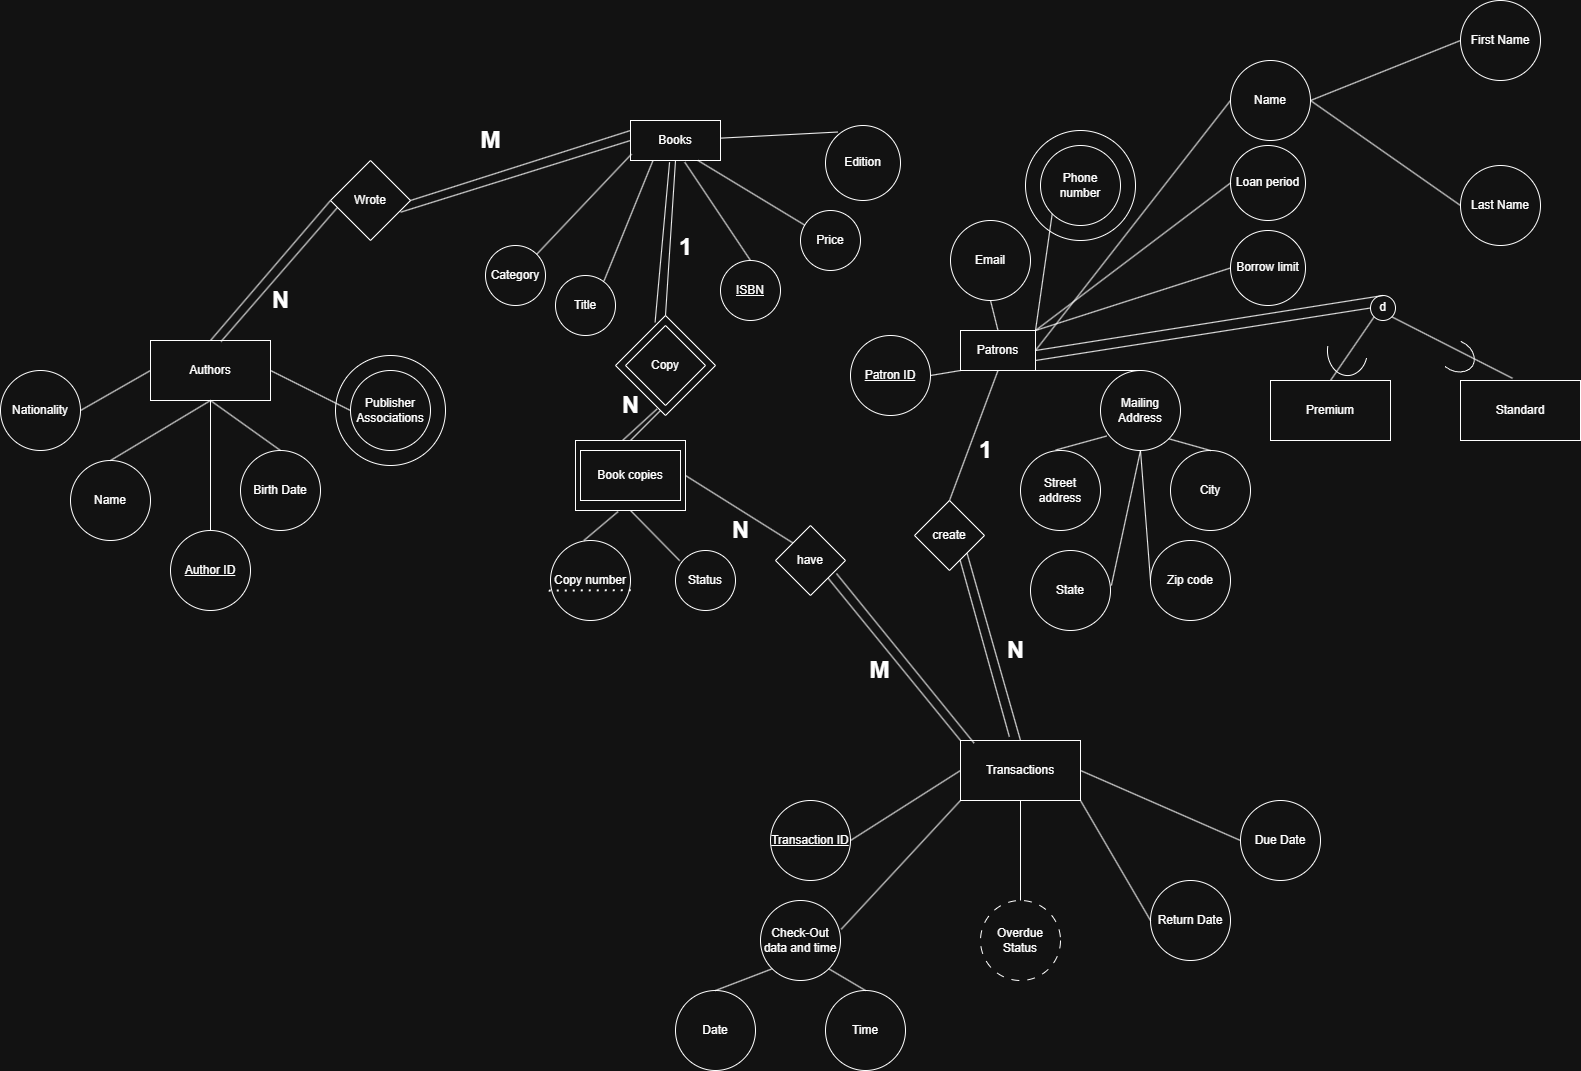 First Name
Name
M
Books
Edition
Phone
number
Loan period
Wrote
Last Name
Price
1
Email
Borrow limit
Category
Title
ISBN
N
d
Patrons
Copy
Authors
Patron ID
Nationality
Publisher
Associations
N
Mailing
Address
Premium
Standard
1
Book copies
Name
Birth Date
Street
address
City
N
create
have
Author ID
Copy number
Status
State
Zip code
N
M
Transactions
Transaction ID
Due Date
Return Date
Check-Out
data and time
Overdue
Status
Date
Time